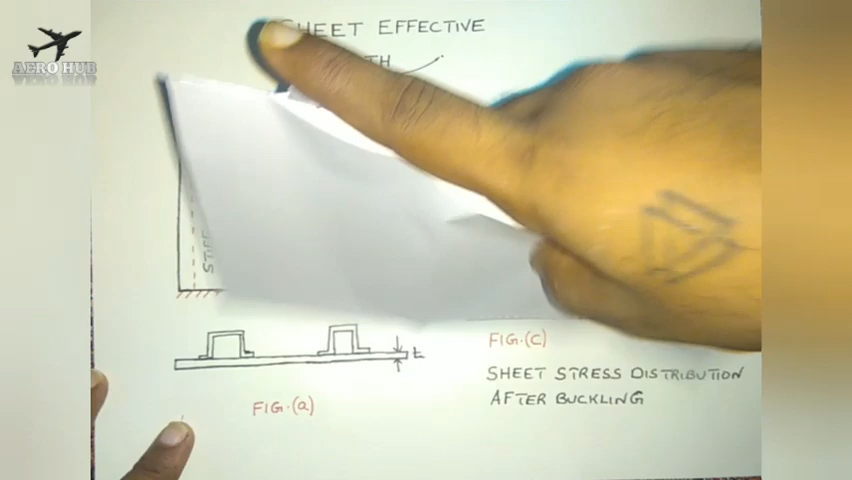 SHEET EFFECTIVE
AERO HUB
t
FIG.(C)
SHEET STRESS DISTRIBUTION
AFTER BUCKLING
FIG.(a)